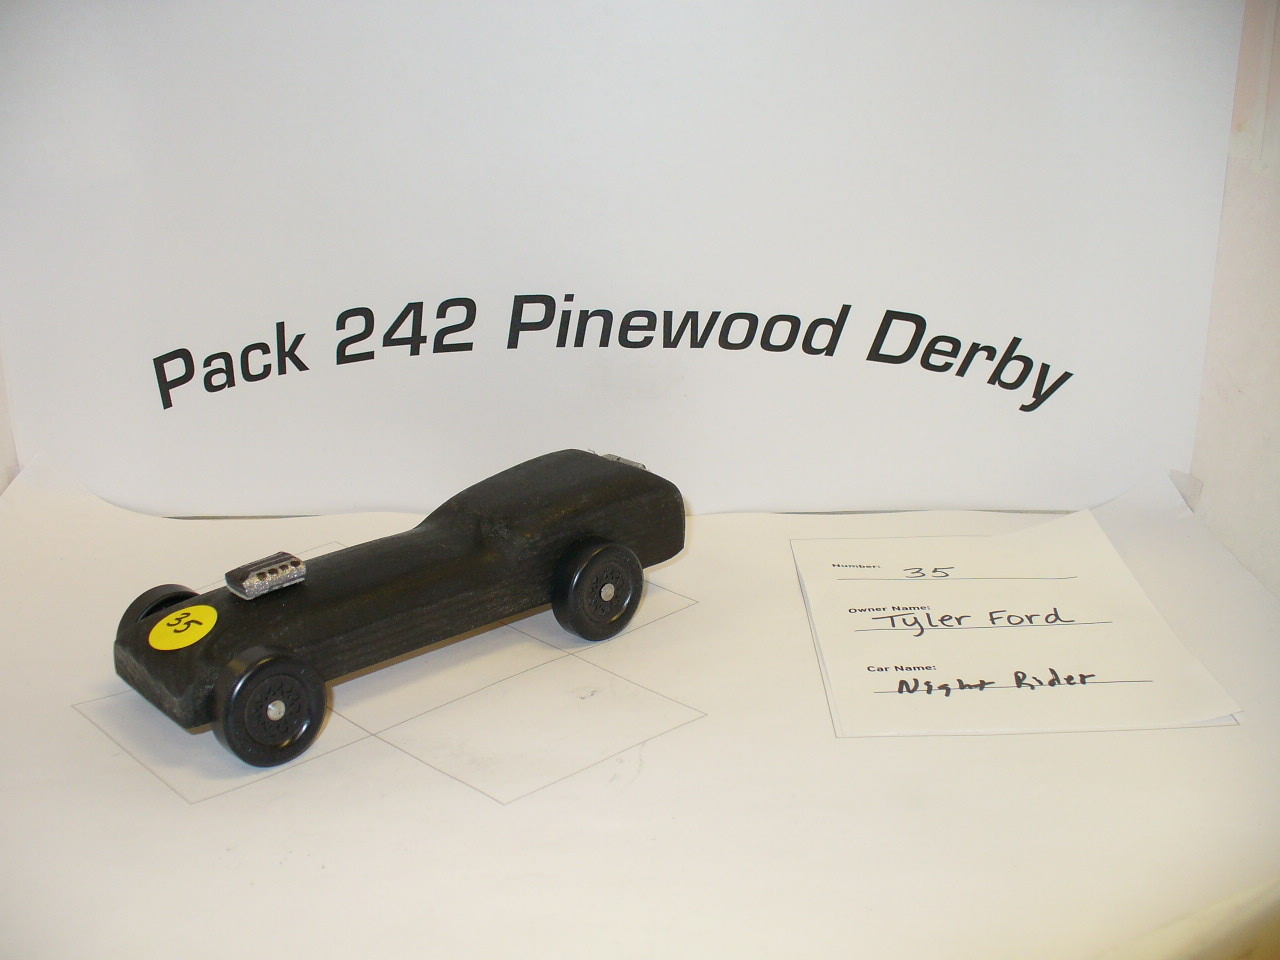 Pack 242 Pinewood Derby
35
Number: 35
Owner Name: Tyler Ford
Car Name: Night Rider